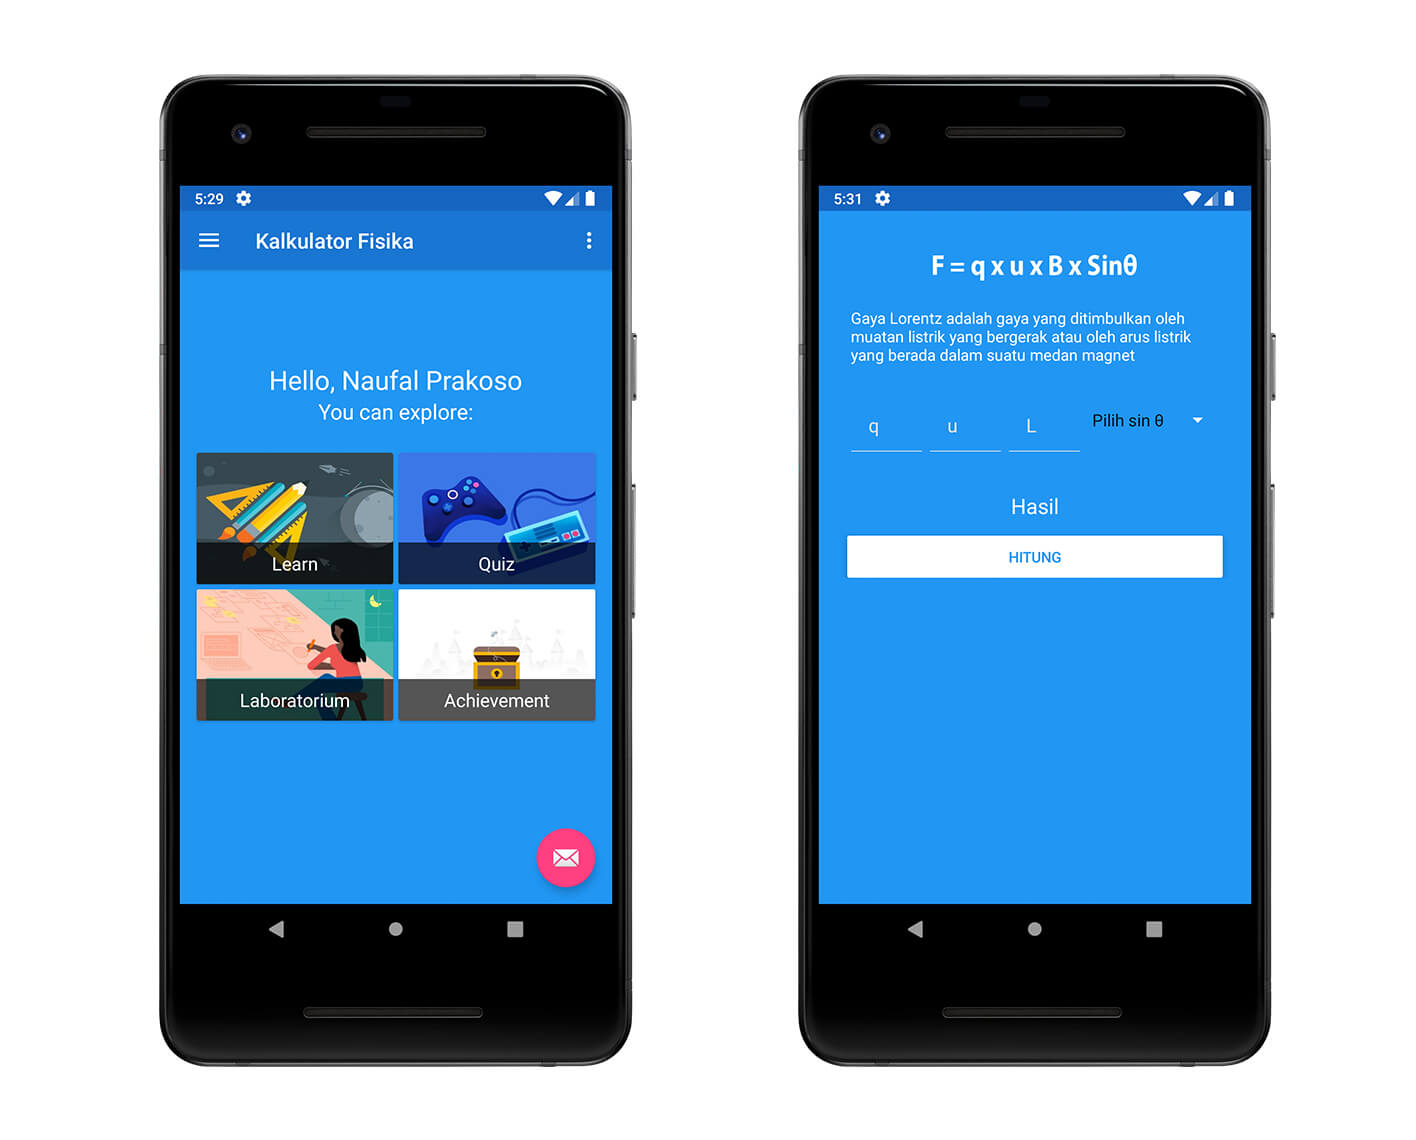 5:29
Kalkulator Fisika
Hello, Naufal Prakoso
You can explore:
Learn
Quiz
Laboratorium
Achievement
5:31
F = q x u x B x Sinθ
Gaya Lorentz adalah gaya yang ditimbulkan oleh
muatan listrik yang bergerak atau oleh arus listrik
yang berada dalam suatu medan magnet
q u L Pilih sin θ
Hasil
HITUNG